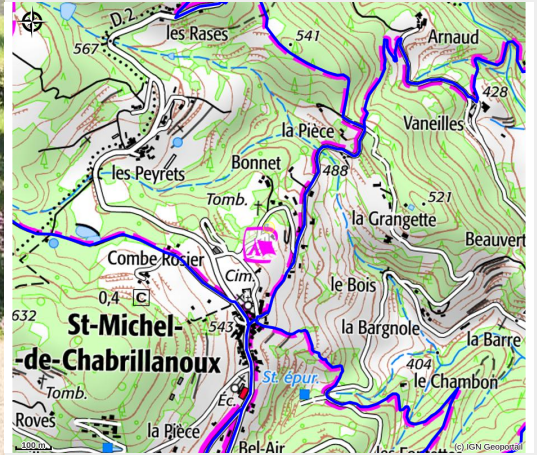 D.2
les Rases
541
Arnaud
567
428
Vaneilles
la Pièce
488
les Peyrets
Bonnet
Tomb.
521
la Grangette
Beauvert
Combe Rosier
Cim.
le Bois
0,4 C
632
St-Michel-
-de-Chabrillanoux
543
la Bargnole
la Barre
404
St. épur.
le Chambon
Tomb.
Éc.
Roves
la Pièce
Bel-Air
100 m
(c) IGN Geoportail